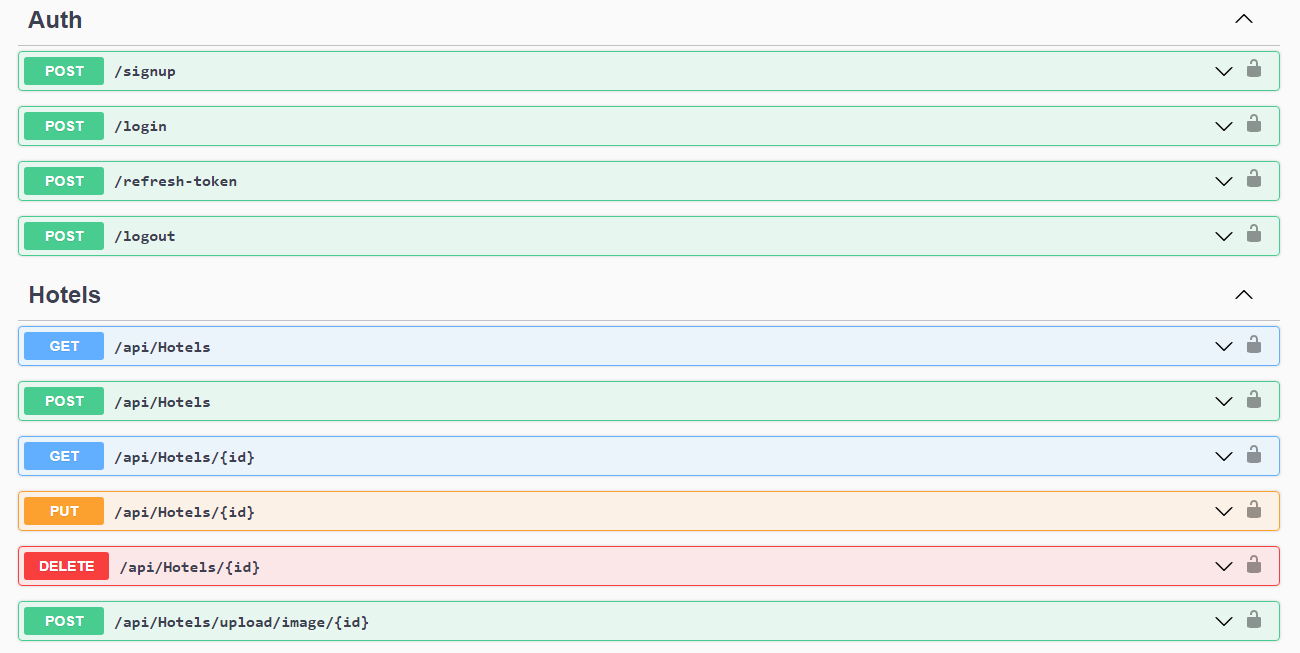 Auth
POST /signup
POST /login
POST /refresh-token
POST /logout
Hotels
GET /api/Hotels
POST /api/Hotels
GET /api/Hotels/{id}
PUT /api/Hotels/{id}
DELETE /api/Hotels/{id}
POST /api/Hotels/upload/image/{id}